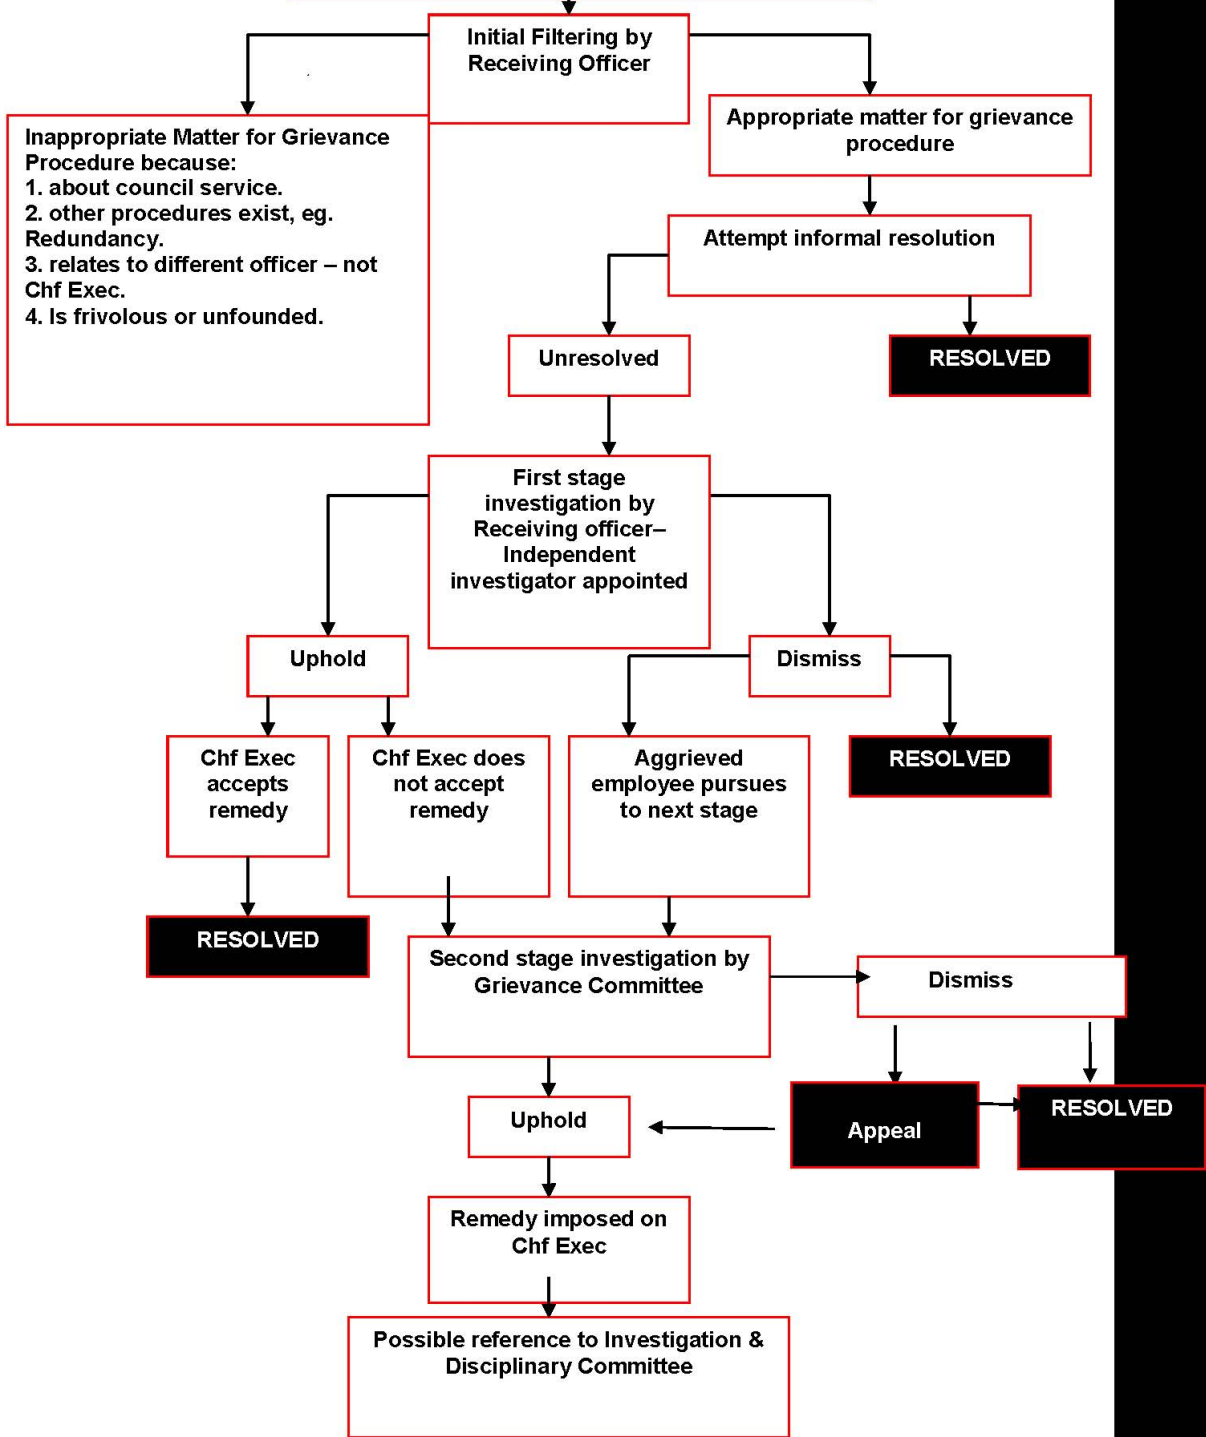 Initial Filtering by
Receiving Officer
Inappropriate Matter for Grievance
Procedure because:
1. about council service.
2. other procedures exist, eg.
Redundancy.
3. relates to different officer – not
Chf Exec.
4. Is frivolous or unfounded.
Appropriate matter for grievance
procedure
Attempt informal resolution
Unresolved
RESOLVED
First stage
investigation by
Receiving officer–
Independent
investigator appointed
Uphold
Dismiss
Chf Exec
accepts
remedy
Chf Exec does
not accept
remedy
Aggrieved
employee pursues
to next stage
RESOLVED
RESOLVED
Second stage investigation by
Grievance Committee
Dismiss
Uphold
Appeal
RESOLVED
Remedy imposed on
Chf Exec
Possible reference to Investigation &
Disciplinary Committee